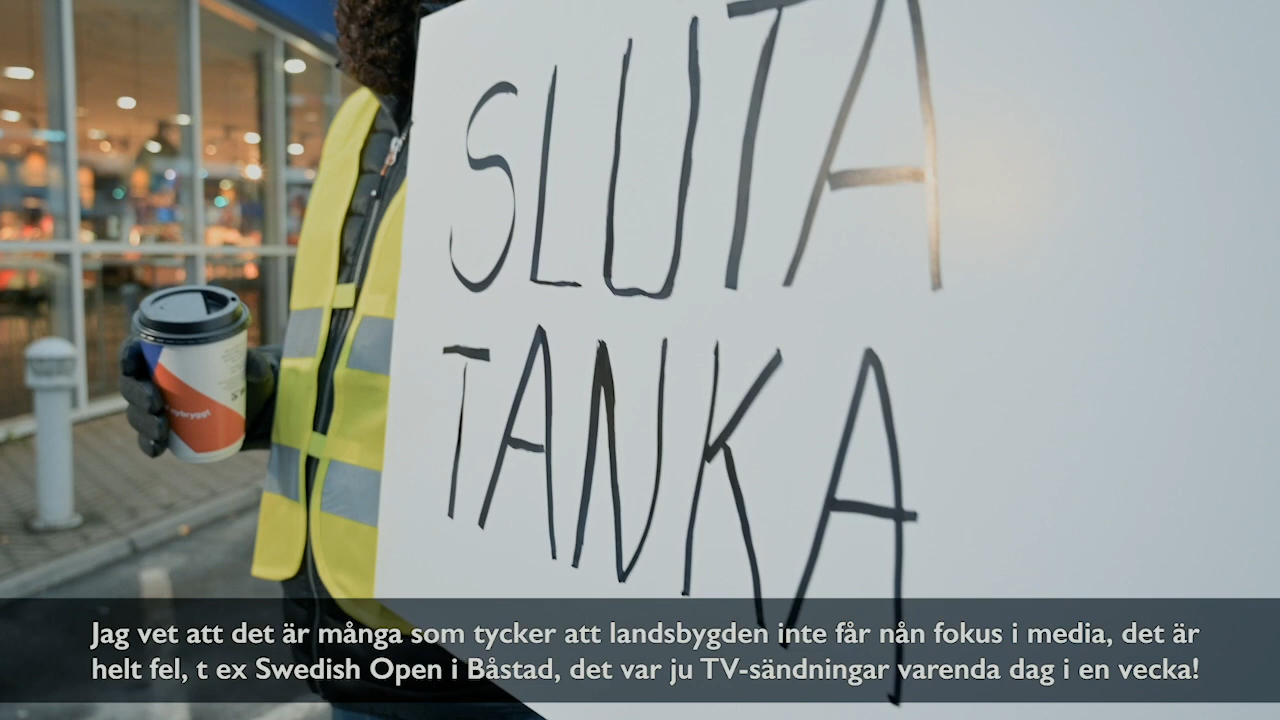 SLUTA
TANKA
nybryggt
Jag vet att det är många som tycker att landsbygden inte får nån fokus i media, det är
helt fel, t ex Swedish Open i Båstad, det var ju TV-sändningar varenda dag i en vecka!